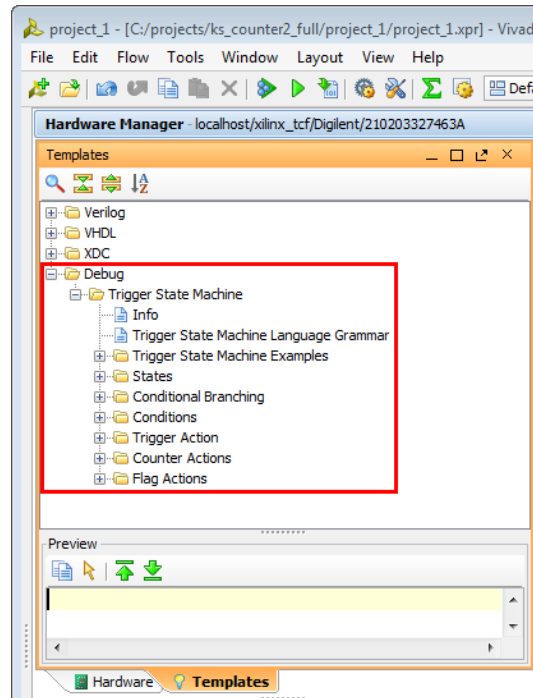 project_1 - [C:/projects/ks_counter2_full/project_1/project_1.xpr] - Vivad
File Edit Flow Tools Window Layout View Help
Defa
Hardware Manager - localhost/xilinx_tcf/Digilent/210203327463A
Templates
Verilog
VHDL
XDC
Debug
Trigger State Machine
Info
Trigger State Machine Language Grammar
Trigger State Machine Examples
States
Conditional Branching
Conditions
Trigger Action
Counter Actions
Flag Actions
Preview
Hardware Templates